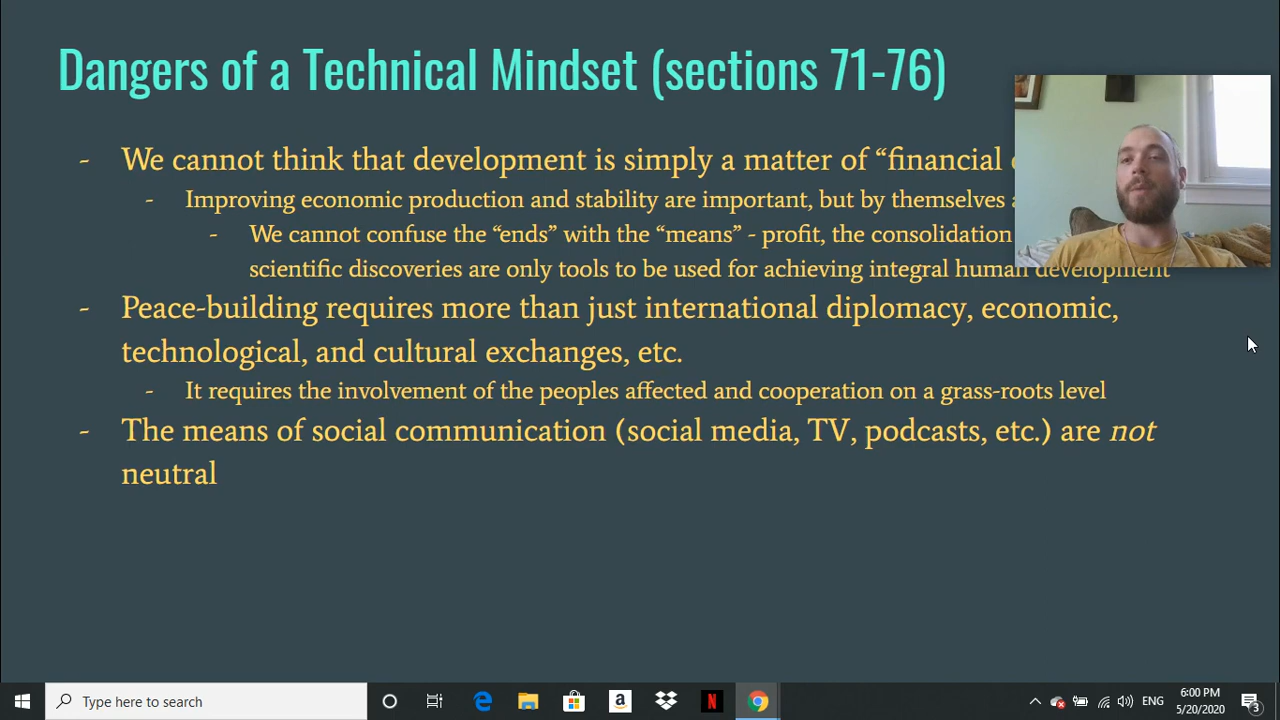 Dangers of a Technical Mindset (sections 71-76)
- We cannot think that development is simply a matter of “financial
- Improving economic production and stability are important, but by themselves
- We cannot confuse the “ends” with the “means” - profit, the consolidation
scientific discoveries are only tools to be used for achieving integral human development
- Peace-building requires more than just international diplomacy, economic,
technological, and cultural exchanges, etc.
- It requires the involvement of the peoples affected and cooperation on a grass-roots level
- The means of social communication (social media, TV, podcasts, etc.) are not
neutral
Type here to search
a
N
ENG
6:00 PM
5/20/2020
3